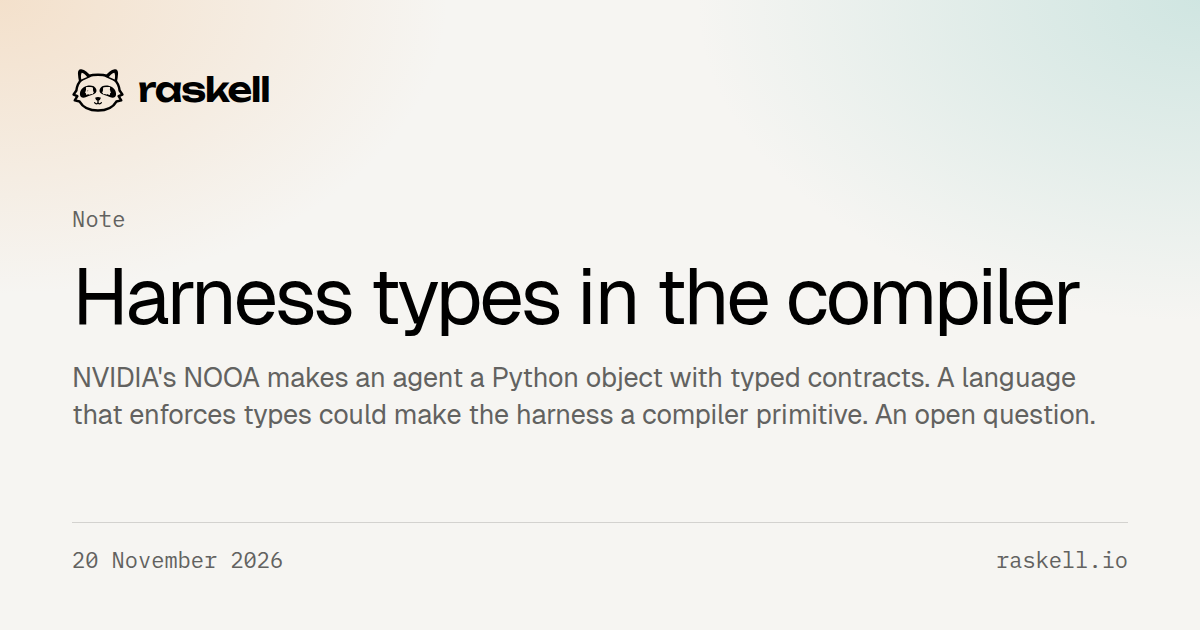 raskell
Note
Harness types in the compiler
NVIDIA's NOOA makes an agent a Python object with typed contracts. A language
that enforces types could make the harness a compiler primitive. An open question.
20 November 2026
raskell.io